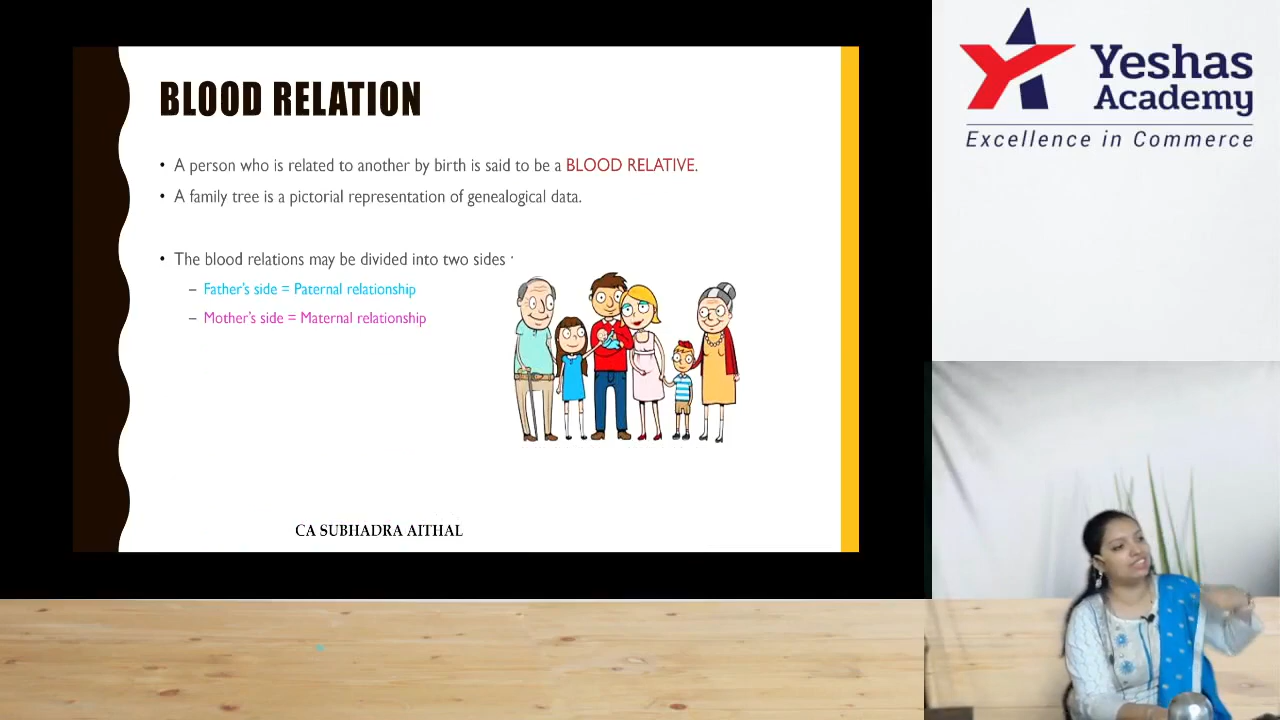 BLOOD RELATION
• A person who is related to another by birth is said to be a BLOOD RELATIVE.
• A family tree is a pictorial representation of genealogical data.
• The blood relations may be divided into two sides
– Father's side = Paternal relationship
– Mother's side = Maternal relationship
CA SUBHADRA AITHAL
Yeshas
Academy
Excellence in Commerce